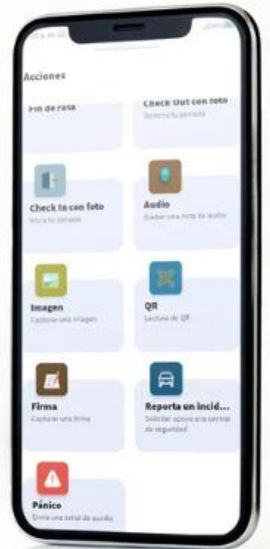 Acciones
Fin de ruta
Check Out con foto
Termina tu jornada
Check In con foto
Inicia tu jornada
Audio
Grabar una nota de audio
Imagen
Capturar una imagen
QR
Lectura de QR
Firma
Capturar una firma
Reporta un incid...
Solicitar apoyo a la central
de seguridad
Pánico
Envía una señal de auxilio